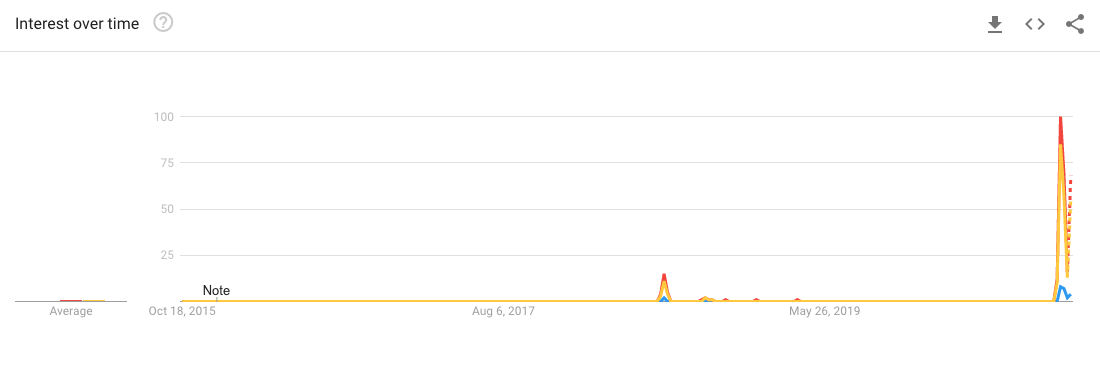 Interest over time
100
75
50
25
Note
Average
Oct 18, 2015
Aug 6, 2017
May 26, 2019